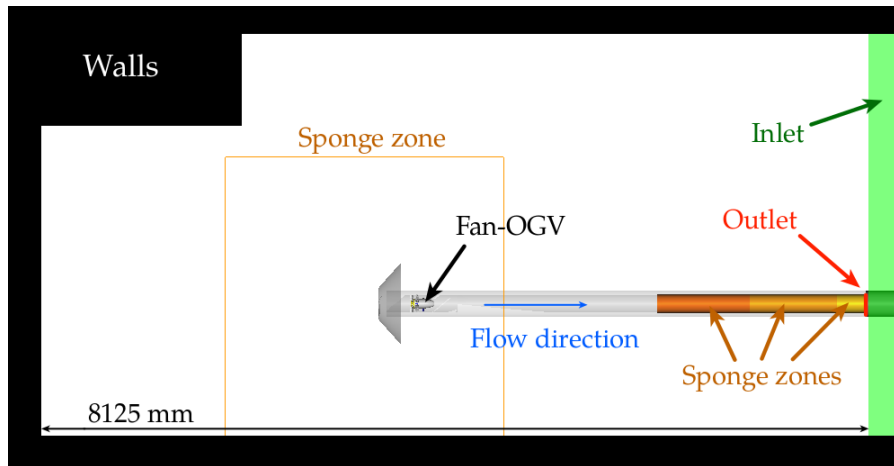 Walls
Inlet
Sponge zone
Outlet
Fan-OGV
Flow direction
Sponge zones
8125 mm